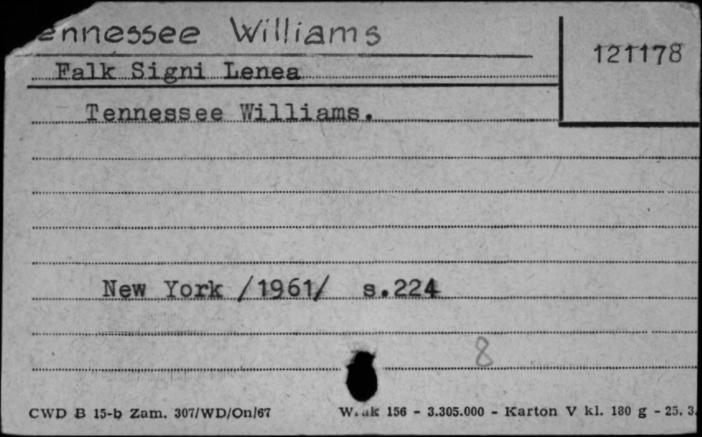 ennessee Williams
121178
Falk Signi Lenea
Tennessee Williams.
New York /1961/ s.224
8
CWD B 15-b Zam. 307/WD/On/67 156 - 3.305.000 - Karton V kl. 180 g - 25. 3.